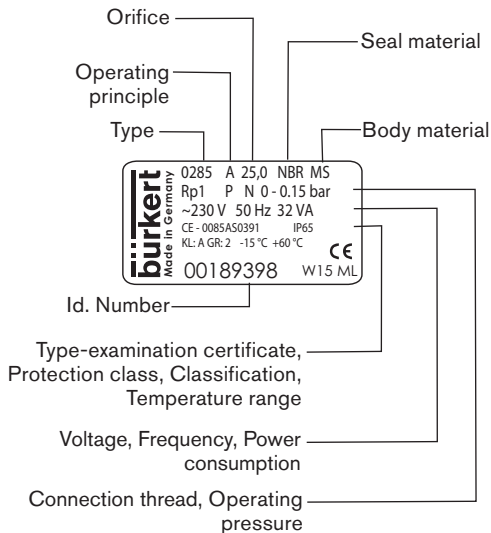 Orifice
Seal material
Operating
principle
Type
Body material
bürkert
Made in Germany
0285 A 25,0 NBR MS
Rp1 P N 0 - 0.15 bar
~230 V 50 Hz 32 VA
CE - 0085AS0391 IP65
KL: A GR: 2 -15 °C +60 °C
CE
00189398 W15 ML
Id. Number
Type-examination certificate,
Protection class, Classification,
Temperature range
Voltage, Frequency, Power
consumption
Connection thread, Operating
pressure